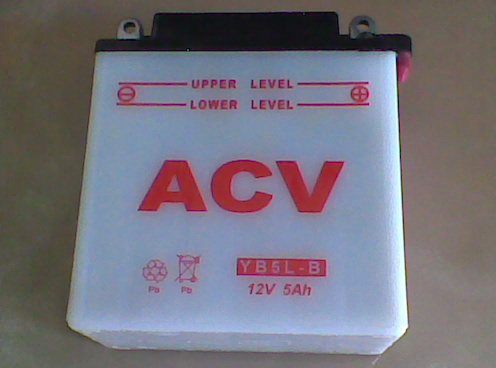 UPPER LEVEL
LOWER LEVEL
ACV
YB5L-B
Pb Pb
12V 5Ah